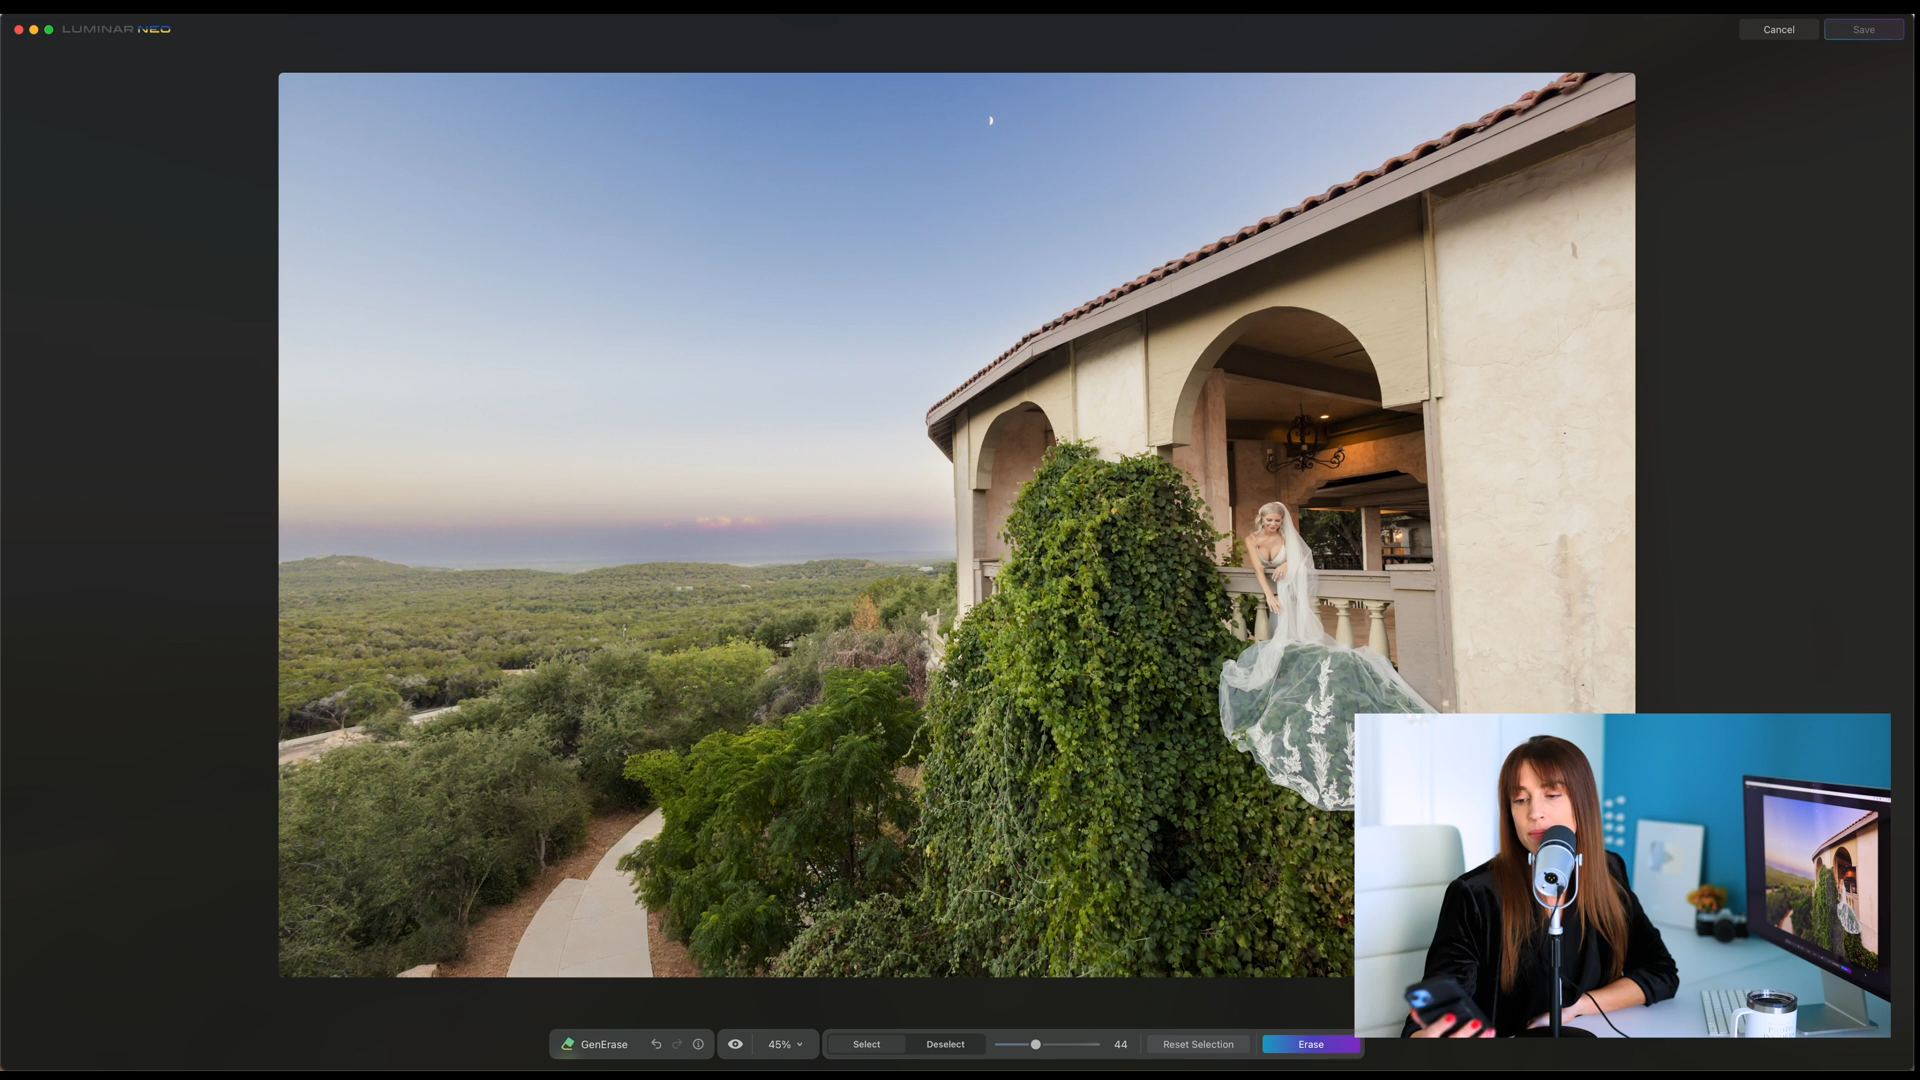 LUMINAR NEO
Cancel
Save
GenErase
45%
Select
Deselect
44
Reset Selection
Erase